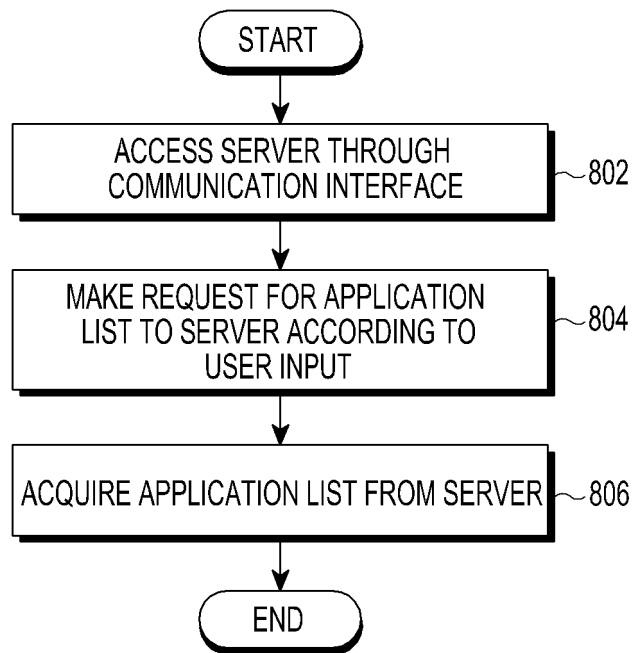 START
ACCESS SERVER THROUGH
COMMUNICATION INTERFACE
802
MAKE REQUEST FOR APPLICATION
LIST TO SERVER ACCORDING TO
USER INPUT
804
ACQUIRE APPLICATION LIST FROM SERVER
806
END